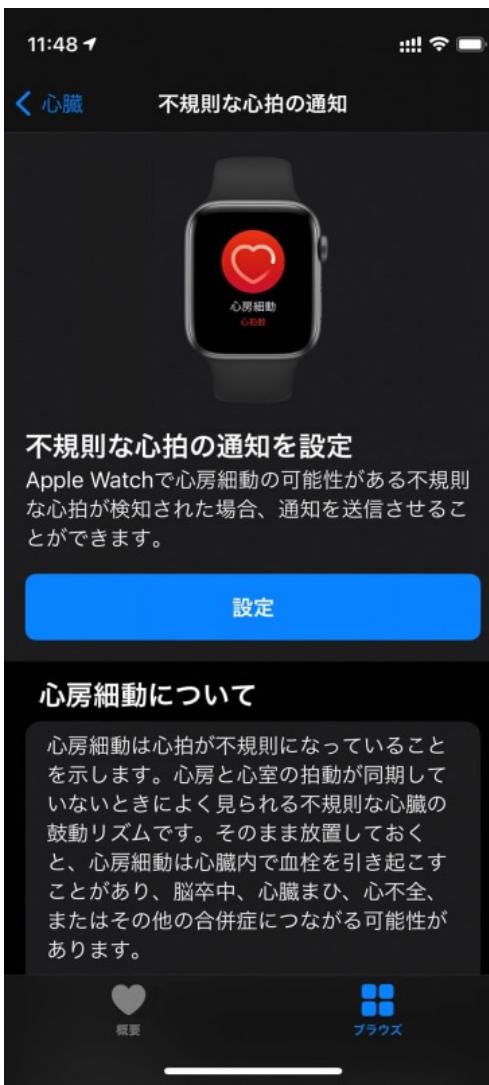 11:48
心臓
不規則な心拍の通知
心房細動
心拍数
不規則な心拍の通知を設定
Apple Watchで心房細動の可能性がある不規則
な心拍が検知された場合、通知を送信させるこ
とができます。
設定
心房細動について
心房細動は心拍が不規則になっていること
を示します。心房と心室の拍動が同期して
いないときによく見られる不規則な心臓の
鼓動リズムです。そのまま放置しておく
と、心房細動は心臓内で血栓を引き起こす
ことがあり、脳卒中、心臓まひ、心不全、
またはその他の合併症につながる可能性が
あります。
概要
ブラウズ